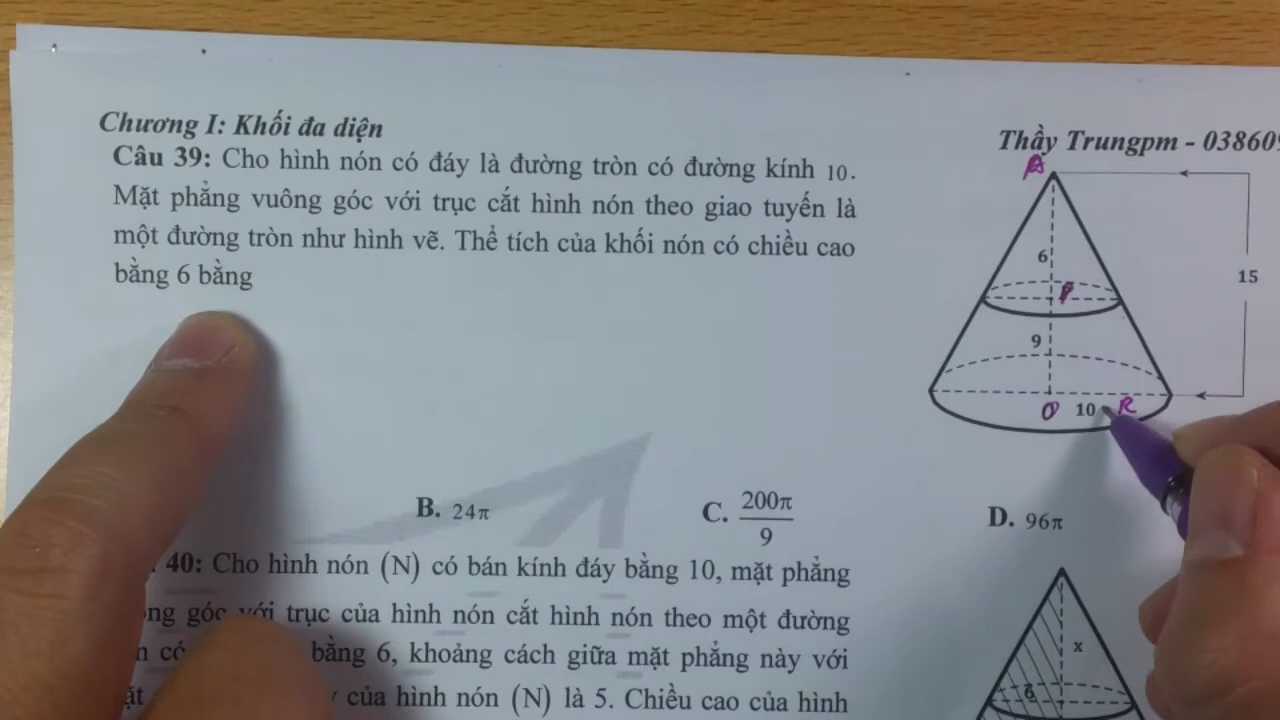 Chương I: Khối đa diện
Thầy Trungpm - 03860
Câu 39: Cho hình nón có đáy là đường tròn có đường kính 10.
Mặt phẳng vuông góc với trục cắt hình nón theo giao tuyến là
một đường tròn như hình vẽ. Thể tích của khối nón có chiều cao
bằng 6 bằng
6
15
P
9
O 10 R
B. 24π
C. 200π/9
D. 96π
40: Cho hình nón (N) có bán kính đáy bằng 10, mặt phẳng
góc với trục của hình nón cắt hình nón theo một đường
có bằng 6, khoảng cách giữa mặt phẳng này với
của hình nón (N) là 5. Chiều cao của hình
x
6